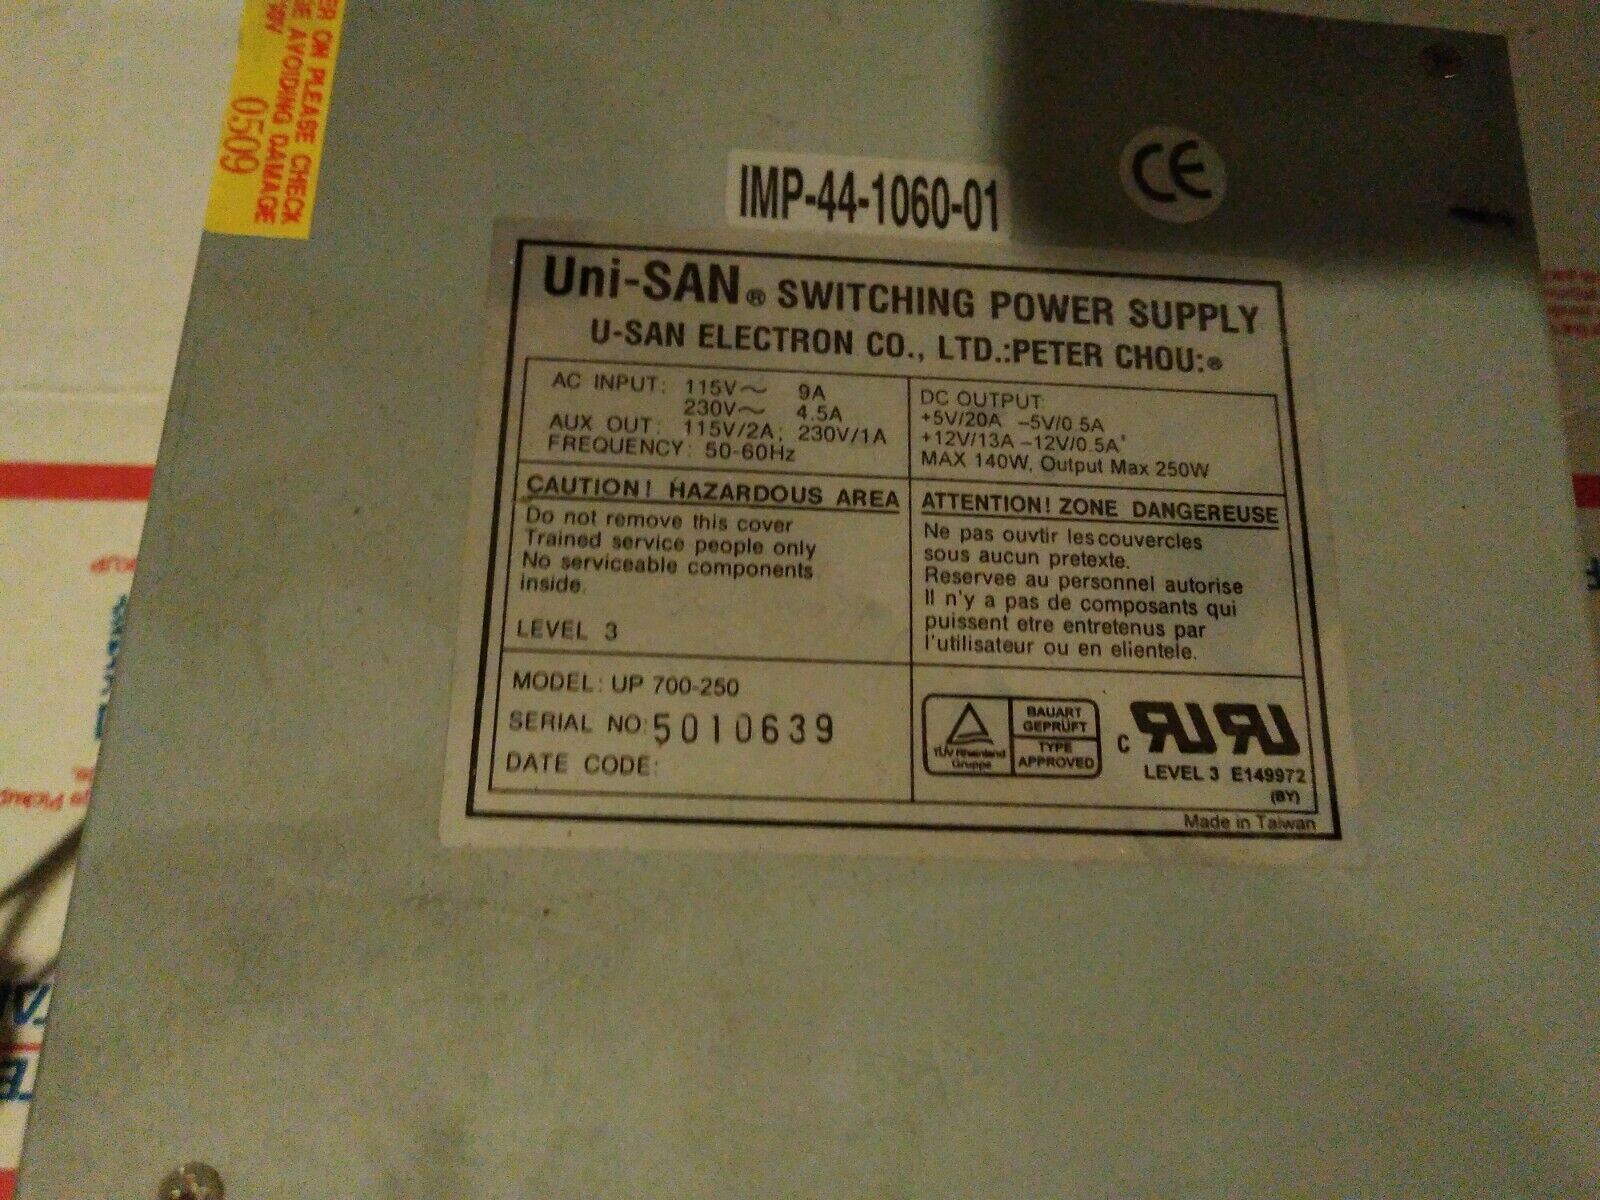 ER ON PLEASE CHECK
AVOIDING DAMAGE
0509
IMP-44-1060-01
CE
Uni-SAN® SWITCHING POWER SUPPLY
U-SAN ELECTRON CO., LTD.:PETER CHOU:®
AC INPUT: 115V~ 9A
230V~ 4.5A
AUX OUT: 115V/2A; 230V/1A
FREQUENCY: 50-60Hz
DC OUTPUT
+5V/20A -5V/0.5A
+12V/13A -12V/0.5A
MAX 140W, Output Max 250W
CAUTION! HAZARDOUS AREA
Do not remove this cover
Trained service people only
No serviceable components
inside.
LEVEL 3
ATTENTION! ZONE DANGEREUSE
Ne pas ouvtir lescouvercles
sous aucun pretexte.
Reservee au personnel autorise
Il n'y a pas de composants qui
puissent etre entretenus par
l'utilisateur ou en elientele.
MODEL: UP 700-250
SERIAL NO: 5010639
DATE CODE:
TÜV Rheinland
Gruppe
BAUART
GEPRÜFT
TYPE
APPROVED
C RU RU
LEVEL 3 E149972
(BY)
Made in Taiwan